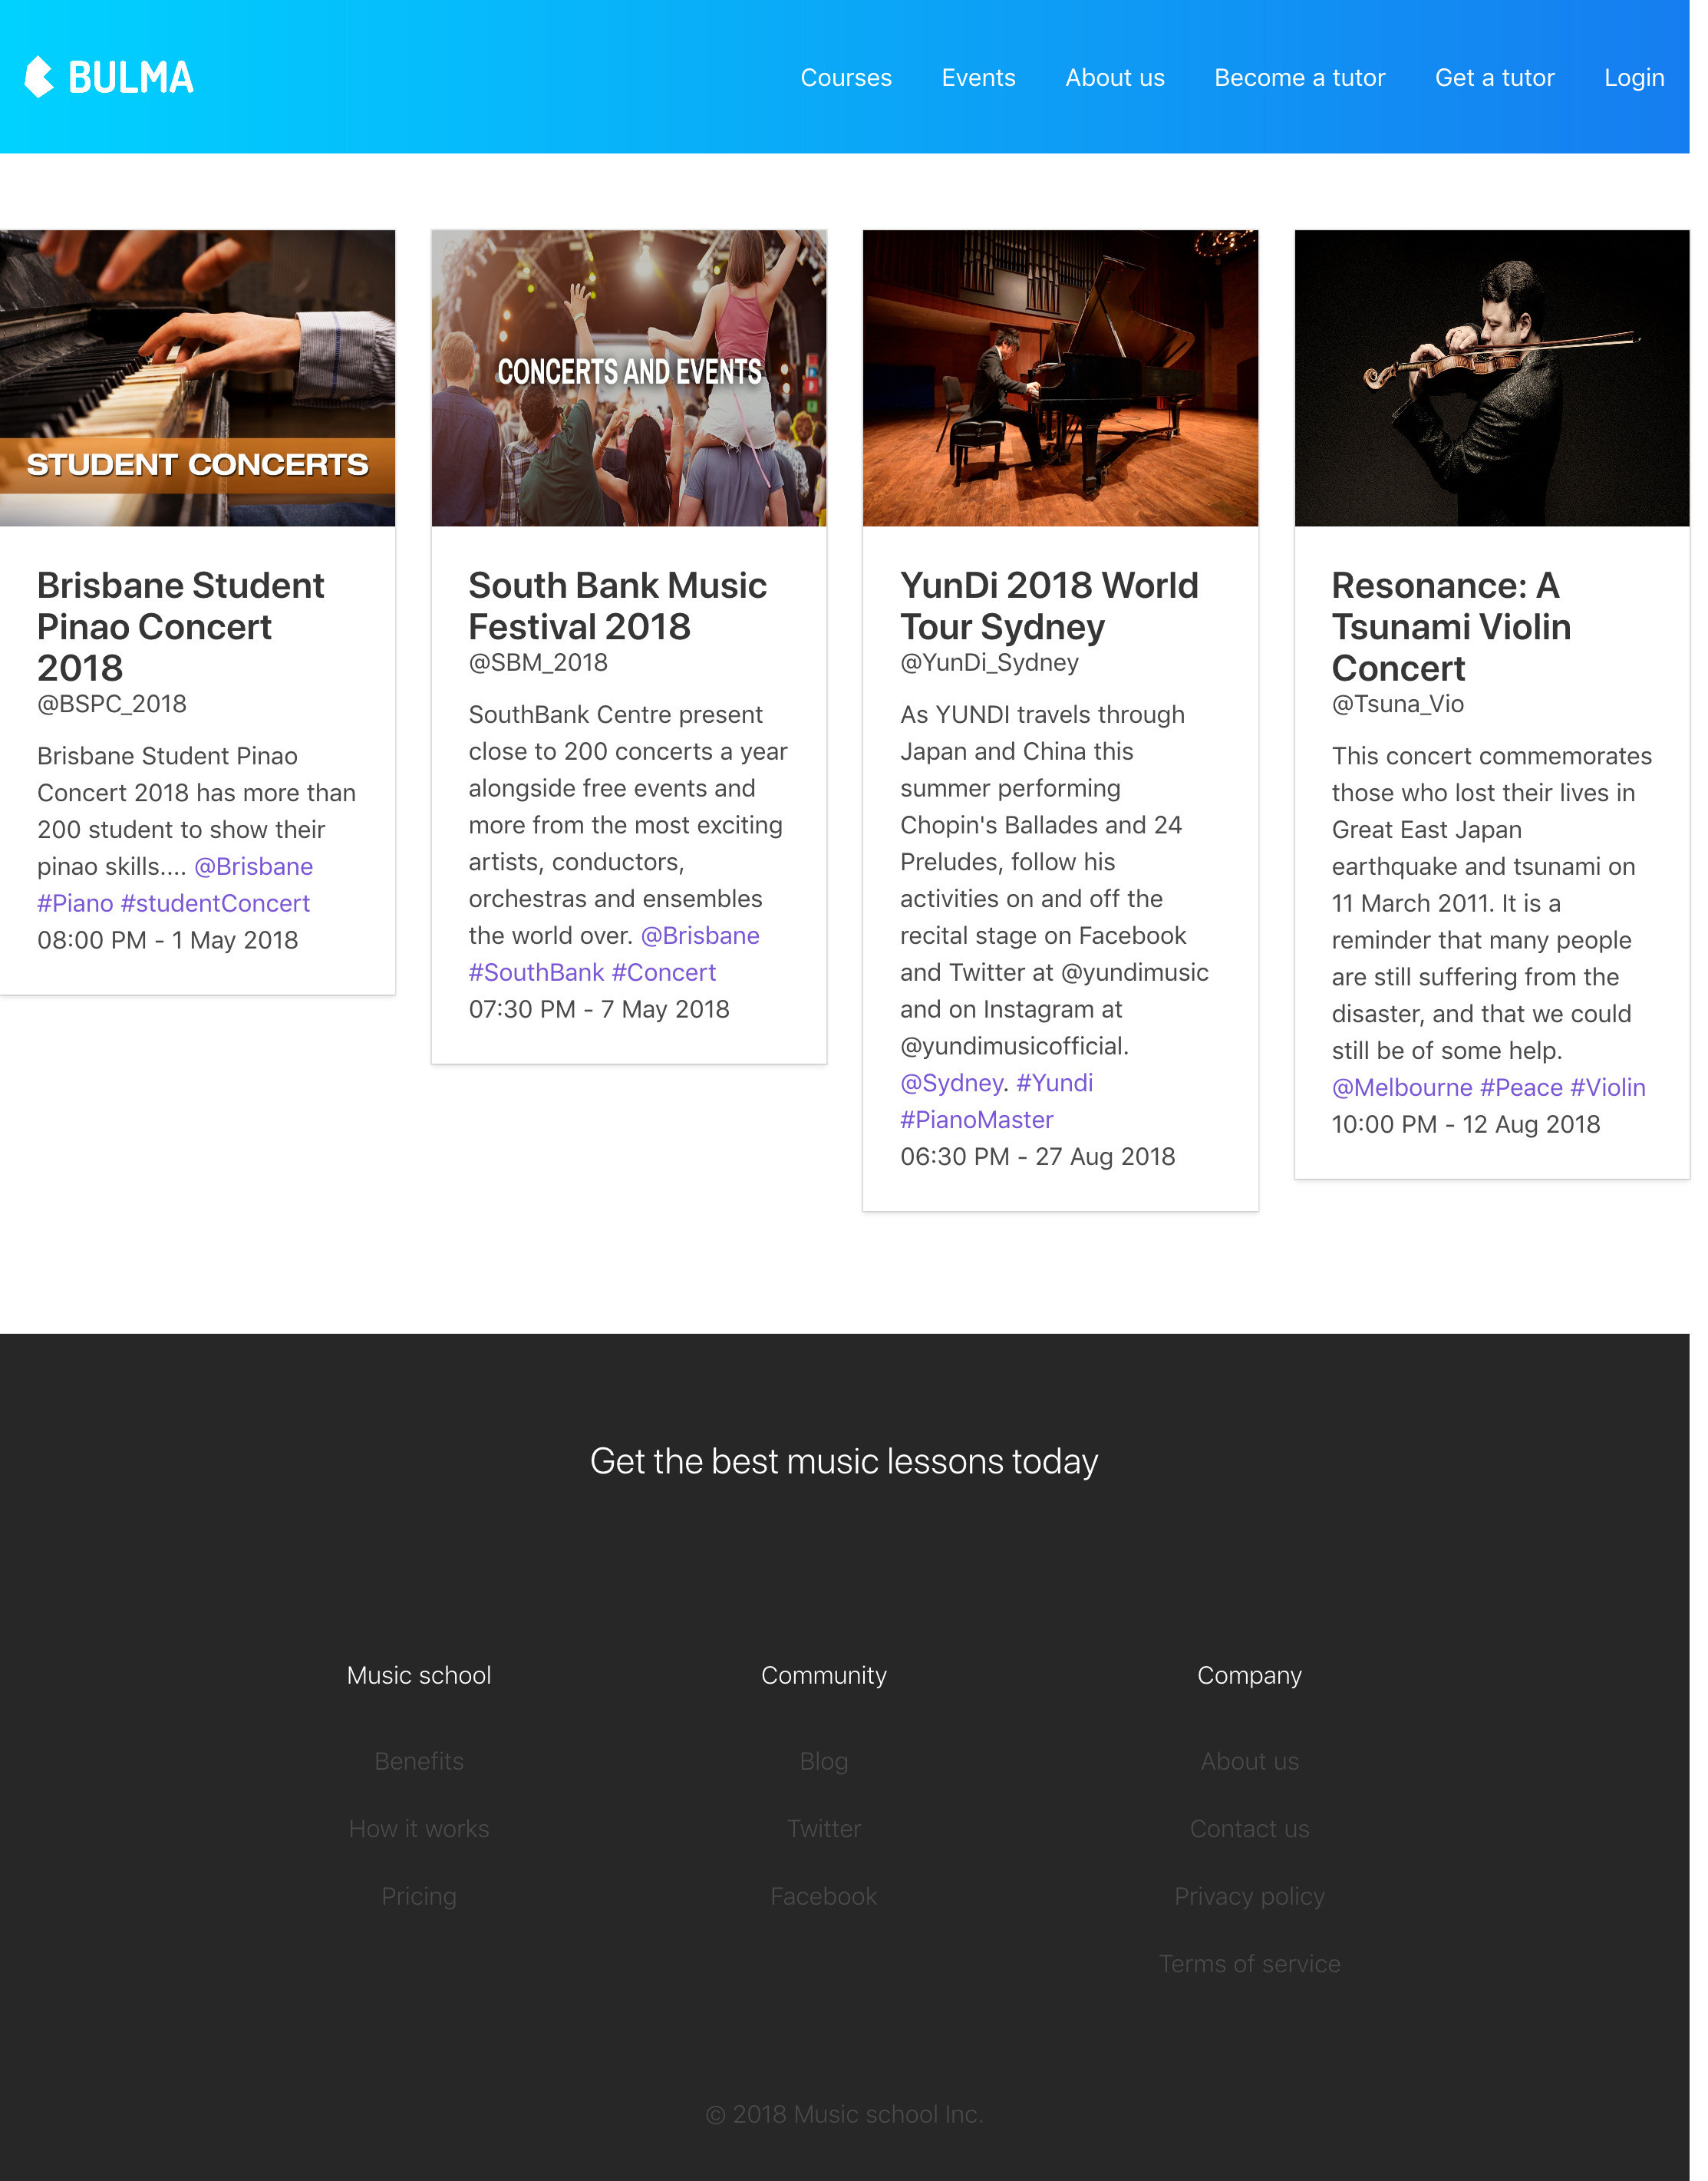 BULMA
Courses Events About us Become a tutor Get a tutor Login
STUDENT CONCERTS
Brisbane Student
Pinao Concert
2018
@BSPC_2018
Brisbane Student Pinao
Concert 2018 has more than
200 student to show their
pinao skills.... @Brisbane
#Piano #studentConcert
08:00 PM - 1 May 2018
CONCERTS AND EVENTS
South Bank Music
Festival 2018
@SBM_2018
SouthBank Centre present
close to 200 concerts a year
alongside free events and
more from the most exciting
artists, conductors,
orchestras and ensembles
the world over. @Brisbane
#SouthBank #Concert
07:30 PM - 7 May 2018
YunDi 2018 World
Tour Sydney
@YunDi_Sydney
As YUNDI travels through
Japan and China this
summer performing
Chopin's Ballades and 24
Preludes, follow his
activities on and off the
recital stage on Facebook
and Twitter at @yundimusic
and on Instagram at
@yundimusicofficial.
@Sydney. #Yundi
#PianoMaster
06:30 PM - 27 Aug 2018
Resonance: A
Tsunami Violin
Concert
@Tsuna_Vio
This concert commemorates
those who lost their lives in
Great East Japan
earthquake and tsunami on
11 March 2011. It is a
reminder that many people
are still suffering from the
disaster, and that we could
still be of some help.
@Melbourne #Peace #Violin
10:00 PM - 12 Aug 2018
Get the best music lessons today
Music school
Benefits
How it works
Pricing
Community
Blog
Twitter
Facebook
Company
About us
Contact us
Privacy policy
Terms of service
© 2018 Music school Inc.